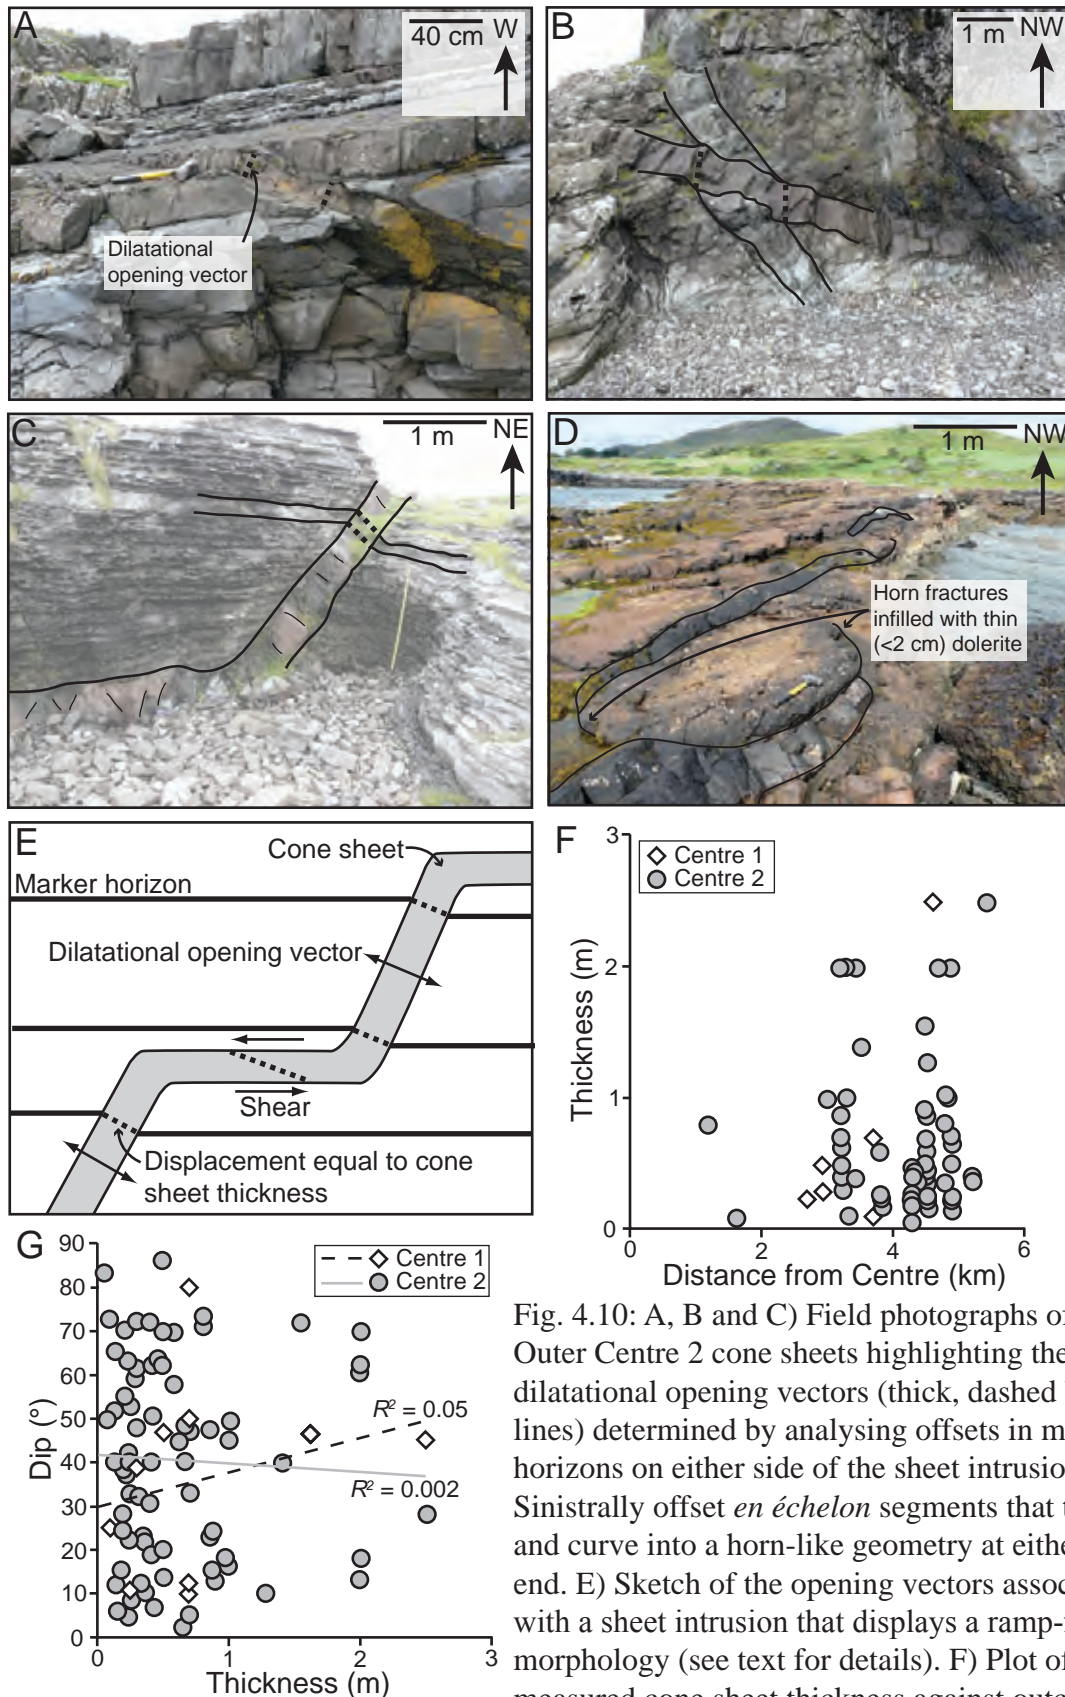 A
40 cm W
Dilatational
opening vector
B
1 m NW
C
1 m NE
D
1 m NW
Horn fractures
infilled with thin
(<2 cm) dolerite
E
Cone sheet
Marker horizon
Dilatational opening vector
Shear
Displacement equal to cone
sheet thickness
F
3
Centre 1
Centre 2
2
1
0
Thickness (m)
0 2 4 6
Distance from Centre (km)
G
90
80
70
60
50
40
30
20
10
0
Dip (°)
Centre 1
Centre 2
R² = 0.05
R² = 0.002
0 1 2 3
Thickness (m)
Fig. 4.10: A, B and C) Field photographs of
Outer Centre 2 cone sheets highlighting the
dilatational opening vectors (thick, dashed
lines) determined by analysing offsets in
horizons on either side of the sheet
Sinistrally offset en échelon segments that
and curve into a horn-like geometry at
end. E) Sketch of the opening vectors
with a sheet intrusion that displays a
morphology (see text for details). F) Plot of
measured cone sheet thickness against